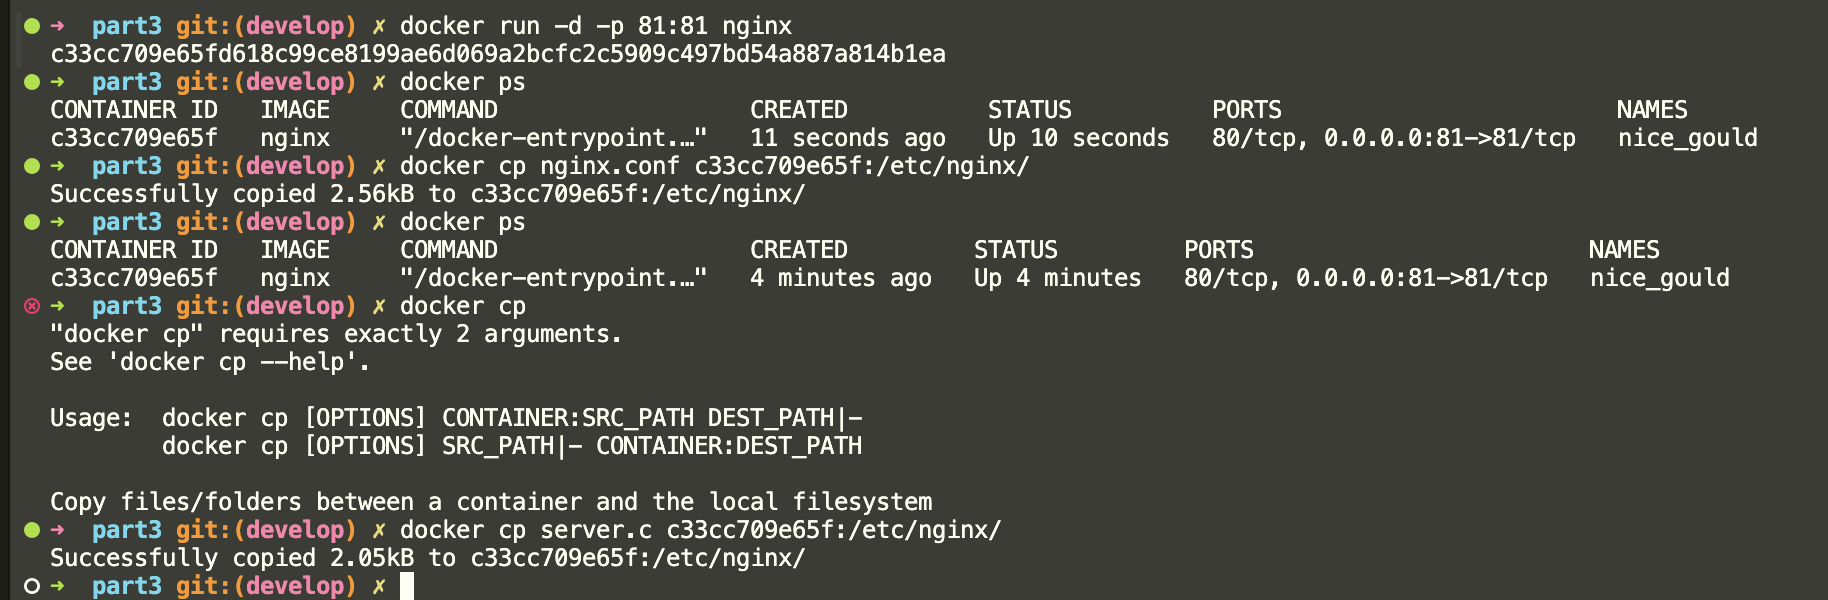 ➜  part3 git:(develop) ✗ docker run -d -p 81:81 nginx
c33cc709e65fd618c99ce8199ae6d069a2bcfc2c5909c497bd54a887a814b1ea
➜  part3 git:(develop) ✗ docker ps
CONTAINER ID   IMAGE     COMMAND                  CREATED          STATUS          PORTS                        NAMES
c33cc709e65f   nginx     "/docker-entrypoint.…"   11 seconds ago   Up 10 seconds   80/tcp, 0.0.0.0:81->81/tcp   nice_gould
➜  part3 git:(develop) ✗ docker cp nginx.conf c33cc709e65f:/etc/nginx/
Successfully copied 2.56kB to c33cc709e65f:/etc/nginx/
➜  part3 git:(develop) ✗ docker ps
CONTAINER ID   IMAGE     COMMAND                  CREATED         STATUS         PORTS                        NAMES
c33cc709e65f   nginx     "/docker-entrypoint.…"   4 minutes ago   Up 4 minutes   80/tcp, 0.0.0.0:81->81/tcp   nice_gould
➜  part3 git:(develop) ✗ docker cp
"docker cp" requires exactly 2 arguments.
See 'docker cp --help'.

Usage:  docker cp [OPTIONS] CONTAINER:SRC_PATH DEST_PATH|-
        docker cp [OPTIONS] SRC_PATH|- CONTAINER:DEST_PATH

Copy files/folders between a container and the local filesystem
➜  part3 git:(develop) ✗ docker cp server.c c33cc709e65f:/etc/nginx/
Successfully copied 2.05kB to c33cc709e65f:/etc/nginx/
➜  part3 git:(develop) ✗